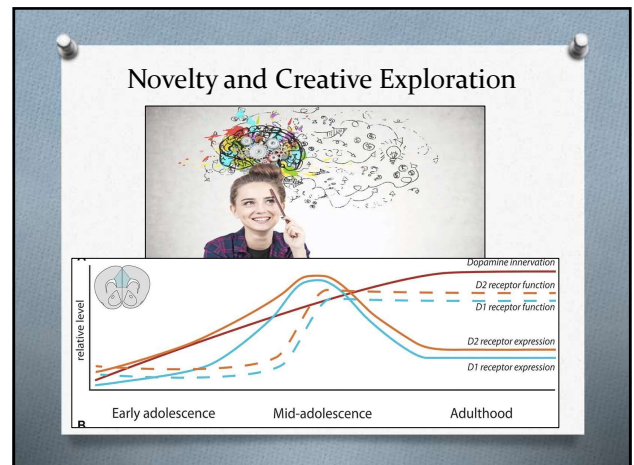 Novelty and Creative Exploration
Dopamine innervation
D2 receptor function
D1 receptor function
relative level
D2 receptor expression
D1 receptor expression
Early adolescence Mid-adolescence Adulthood
B